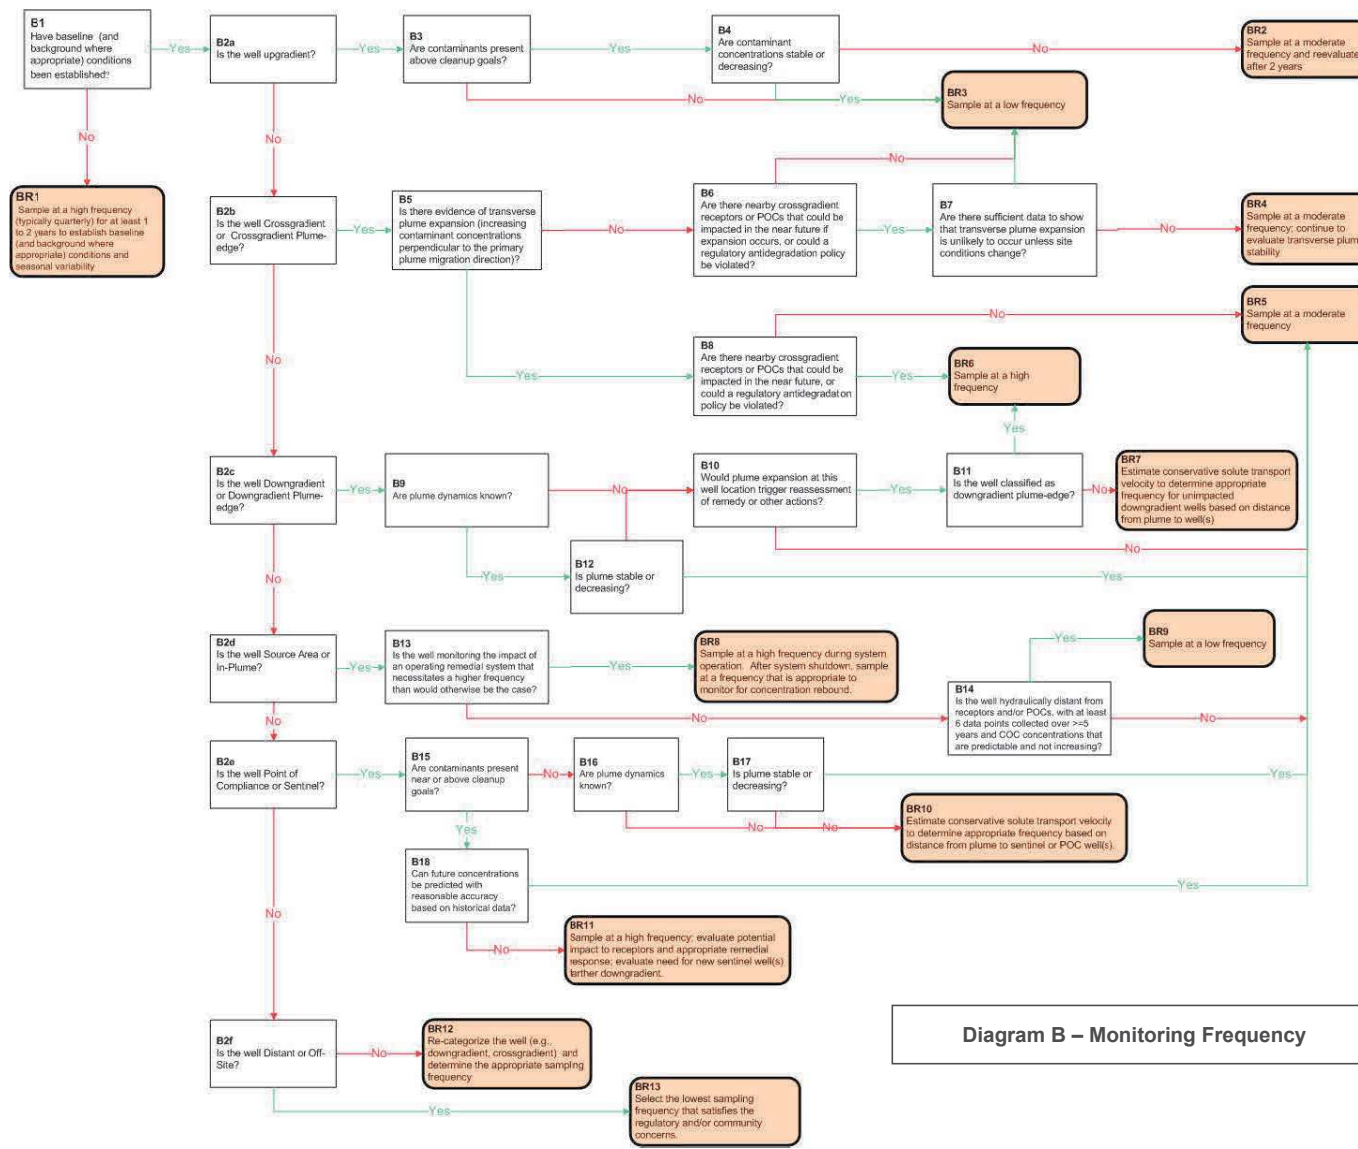 B1
Have baseline (and
background where
appropriate) conditions
been established?
Yes
B2a
Is the well upgradient?
Yes
B3
Are contaminants present
above cleanup goals?
Yes
B4
Are contaminant
concentrations stable or
decreasing?
No
BR2
Sample at a moderate
frequency and reevaluate
after 2 years
No
Yes
BR3
Sample at a low frequency
No
No
No
BR1
Sample at a high frequency
(typically quarterly) for at least 1
to 2 years to establish baseline
(and background where
appropriate) conditions and
seasonal variability
B2b
Is the well Crossgradient
or Crossgradient Plume-
edge?
Yes
B5
Is there evidence of transverse
plume expansion (increasing
contaminant concentrations
perpendicular to the primary
plume migration direction)?
No
B6
Are there nearby crossgradient
receptors or POCs that could be
impacted in the near future if
expansion occurs, or could a
regulatory antidegradation policy
be violated?
Yes
B7
Are there sufficient data to show
that transverse plume expansion
is unlikely to occur unless site
conditions change?
No
BR4
Sample at a moderate
frequency; continue to
evaluate transverse plum
stability
No
Yes
B8
Are there nearby crossgradient
receptors or POCs that could be
impacted in the near future, or
could a regulatory antidegradation
policy be violated?
No
BR5
Sample at a moderate
frequency
Yes
BR6
Sample at a high
frequency
Yes
B2c
Is the well Downgradient
or Downgradient Plume-
edge?
Yes
B9
Are plume dynamics known?
No
B10
Would plume expansion at this
well location trigger reassessment
of remedy or other actions?
Yes
B11
Is the well classified as
downgradient plume-edge?
No
BR7
Estimate conservative solute transport
velocity to determine appropriate
frequency for unimpacted
downgradient wells based on distance
from plume to well(s)
No
Yes
B12
Is plume stable or
decreasing?
Yes
No
B2d
Is the well Source Area or
In-Plume?
Yes
B13
Is the well monitoring the impact of
an operating remedial system that
necessitates a higher frequency
than would otherwise be the case?
Yes
BR8
Sample at a high frequency during system
operation. After system shutdown, sample
at a frequency that is appropriate to
monitor for concentration rebound.
Yes
BR9
Sample at a low frequency
No
B14
Is the well hydraulically distant from
receptors and/or POCs, with at least
6 data points collected over >=5
years and COC concentrations that
are predictable and not increasing?
No
No
B2e
Is the well Point of
Compliance or Sentinel?
Yes
B15
Are contaminants present
near or above cleanup
goals?
No
B16
Are plume dynamics
known?
Yes
B17
Is plume stable or
decreasing?
Yes
No
No
BR10
Estimate conservative solute transport velocity
to determine appropriate frequency based on
distance from plume to sentinel or POC well(s).
Yes
B18
Can future concentrations
be predicted with
reasonable accuracy
based on historical data?
Yes
No
No
BR11
Sample at a high frequency; evaluate potential
impact to receptors and appropriate remedial
response; evaluate need for new sentinel well(s)
farther downgradient.
B2f
Is the well Distant or Off-
Site?
No
BR12
Re-categorize the well (e.g.,
downgradient, crossgradient) and
determine the appropriate sampling
frequency
Yes
BR13
Select the lowest sampling
frequency that satisfies the
regulatory and/or community
concerns.
Diagram B – Monitoring Frequency